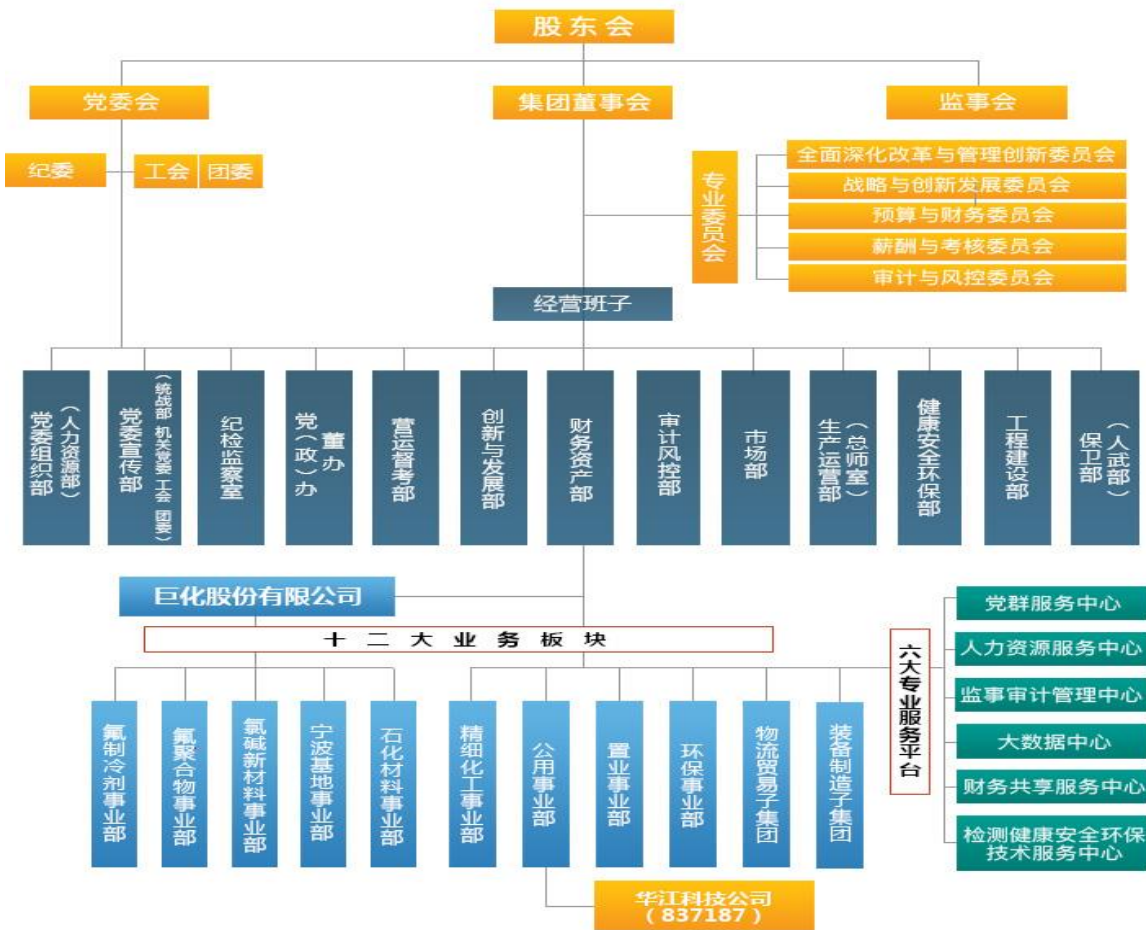 股东会
党委会
集团董事会
监事会
纪委
工会
团委
专业委员会
全面深化改革与管理创新委员会
战略与创新发展委员会
预算与财务委员会
薪酬与考核委员会
审计与风控委员会
经营班子
党委组织部
（人力资源部）
党委宣传部
（统战部 机关党委 工会 团委）
纪检监察室
董办
党（政）办
营运督考部
创新与发展部
财务资产部
审计风控部
市场部
生产运营部
（总师室）
健康安全环保部
工程建设部
保卫部
（人武部）
巨化股份有限公司
十二大业务板块
氟制冷剂事业部
氟聚合物事业部
氯碱新材料事业部
宁波基地事业部
石化材料事业部
精细化工事业部
公用事业部
置业事业部
环保事业部
物流贸易子集团
装备制造子集团
六大专业服务平台
党群服务中心
人力资源服务中心
监事审计管理中心
大数据中心
财务共享服务中心
检测健康安全环保
技术服务中心
华江科技公司
（837187）